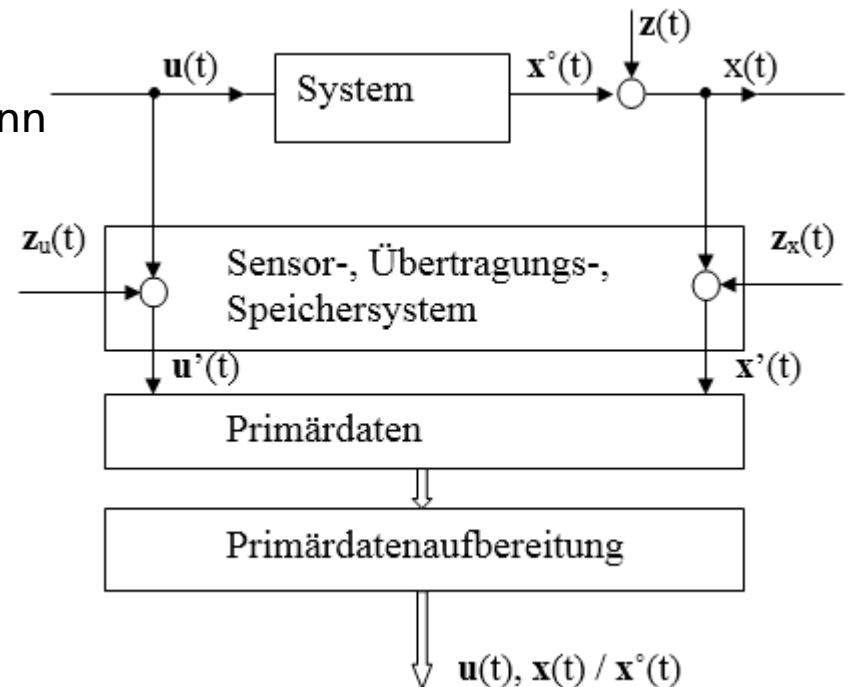 z(t)
u(t)
x°(t)
x(t)
System
nn
zu(t)
zx(t)
Sensor-, Übertragungs-,
Speichersystem
u’(t)
x’(t)
Primärdaten
Primärdatenaufbereitung
u(t), x(t) / x°(t)